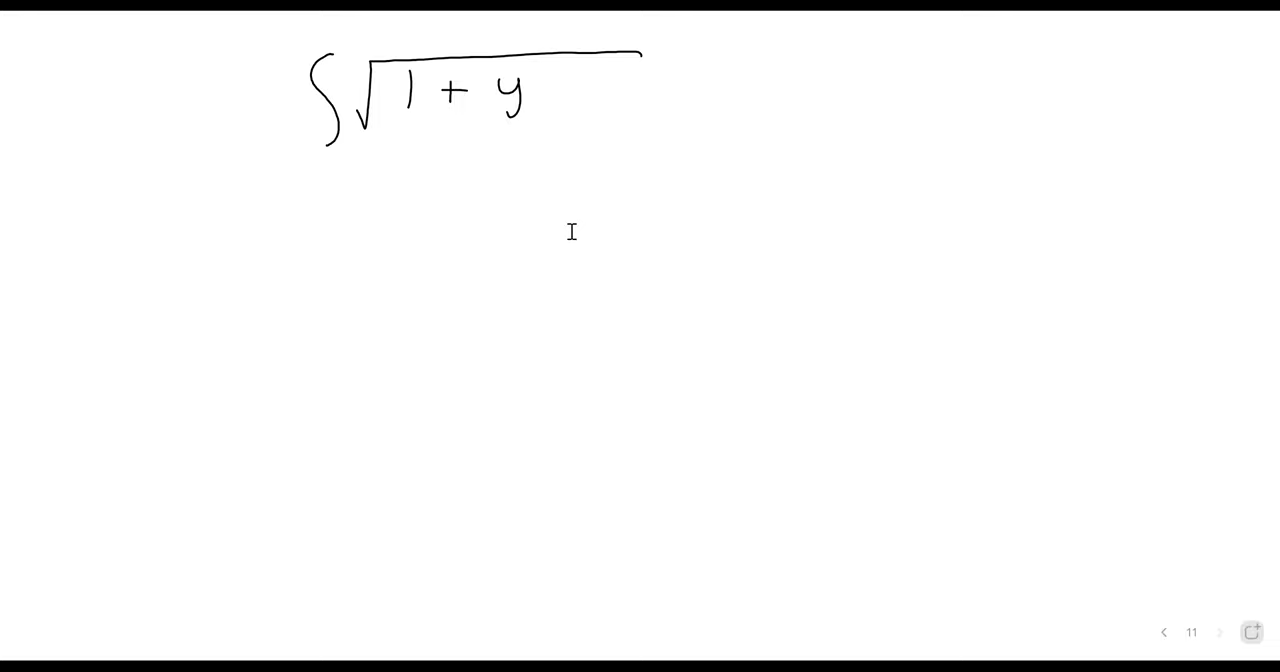 ∫√(1 + y)
11